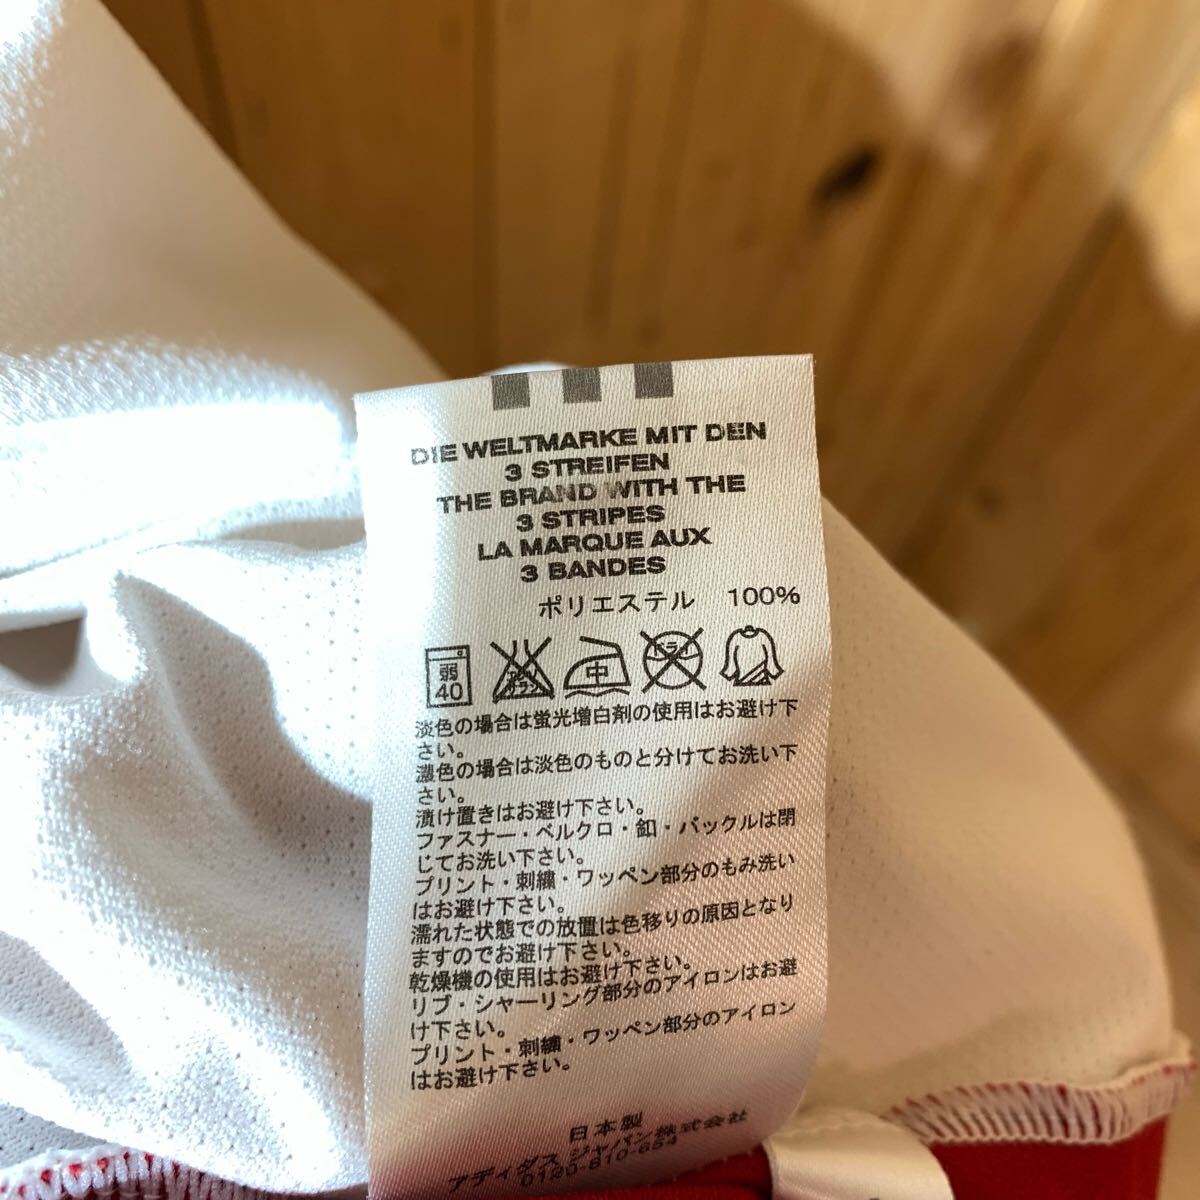 DIE WELTMARKE MIT DEN
3 STREIFEN
THE BRAND WITH THE
3 STRIPES
LA MARQUE AUX
3 BANDES
ポリエステル 100%
弱
40
中
淡色の場合は蛍光増白剤の使用はお避け下
さい。
濃色の場合は淡色のものと分けてお洗い下
さい。
漬け置きはお避け下さい。
ファスナー・ベルクロ・釦・バックルは閉
じてお洗い下さい。
プリント・刺繍・ワッペン部分のもみ洗い
はお避け下さい。
濡れた状態での放置は色移りの原因となり
ますのでお避け下さい。
乾燥機の使用はお避け下さい。
リブ・シャーリング部分のアイロンはお避
け下さい。
プリント・刺繍・ワッペン部分のアイロン
はお避け下さい。
日本製
アディダス ジャパン株式会社
0120-810-654